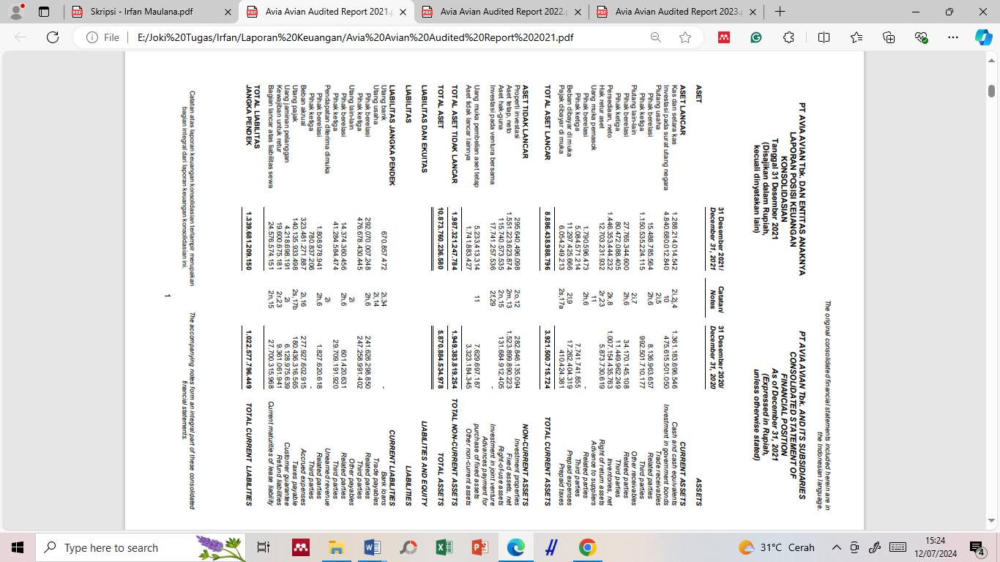 Skripsi - Irfan Maulana.pdf
Avia Avian Audited Report 2021.
Avia Avian Audited Report 2022.
Avia Avian Audited Report 2023.
File
E:/Joki%20Tugas/Irfan/Laporan%20Keuangan/Avia%20Avian%20Audited%20Report%202021.pdf
The original consolidated financial statements included herein are in
the Indonesian language.
PT AVIA AVIAN Tbk. DAN ENTITAS ANAKNYA
LAPORAN POSISI KEUANGAN
KONSOLIDASIAN
Tanggal 31 Desember 2021
(Disajikan dalam Rupiah,
kecuali dinyatakan lain)
PT AVIA AVIAN Tbk. AND ITS SUBSIDIARIES
CONSOLIDATED STATEMENT OF
FINANCIAL POSITION
As of December 31, 2021
(Expressed in Rupiah,
unless otherwise stated)
31 Desember 2021/ Catatan/ 31 Desember 2020/
December 31, 2021 Notes December 31, 2020
ASET ASSETS
ASET LANCAR CURRENT ASSETS
Kas dan setara kas 1.288.214.014.542 2i,2j,4 1.361.183.696.546 Cash and cash equivalents
Investasi pada surat utang negara 4.840.680.012.840 10 475.615.501.050 Investment in government bonds
Piutang usaha 2i,5 Trade receivables
Pihak berelasi 15.488.785.564 2h,6 8.136.963.657 Related parties
Pihak ketiga 1.150.535.224.115 992.501.710.177 Third parties
Piutang lain-lain 2i,7 Other receivables
Pihak berelasi 27.765.344.600 2h,6 34.170.145.108 Related parties
Pihak ketiga 80.472.088.405 11.449.962.249 Third parties
Persediaan, neto 1.446.353.444.232 2k,8 1.007.154.435.763 Inventories, net
Hak retur aset 12.703.231.932 2r,23 5.873.730.619 Right of return assets
Uang muka pemasok 11 Advance to suppliers
Pihak berelasi 1.790.596.473 2h,6 - Related parties
Pihak ketiga 5.084.571.214 7.741.741.855 Third parties
Beban dibayar di muka 11.297.425.666 2l,9 17.262.404.319 Prepaid expenses
Pajak dibayar di muka 6.054.249.213 2s,17a 410.424.381 Prepaid taxes
TOTAL ASET LANCAR 8.886.438.988.796 3.921.500.715.724 TOTAL CURRENT ASSETS
ASET TIDAK LANCAR NON-CURRENT ASSETS
Properti investasi 295.640.496.098 2o,12 282.846.135.094 Investment properties
Aset tetap, neto 1.551.223.623.874 2m,13 1.523.899.890.223 Fixed assets, net
Aset hak-guna 115.740.573.535 2n,15 131.684.912.405 Right-of-use assets
Investasi pada ventura bersama 17.741.257.536 2f,29 - Investment in joint venture
Advances payment for
Uang muka pembelian aset tetap 5.233.413.314 11 7.629.697.187 purchase of fixed assets
Aset tidak lancar lainnya 1.741.883.427 3.323.184.345 Other non-current assets
TOTAL ASET TIDAK LANCAR 1.987.321.247.784 1.949.383.819.254 TOTAL NON-CURRENT ASSETS
TOTAL ASET 10.873.760.236.580 5.870.884.534.978 TOTAL ASSETS
LIABILITAS DAN EKUITAS LIABILITIES AND EQUITY
LIABILITAS LIABILITIES
LIABILITAS JANGKA PENDEK CURRENT LIABILITIES
Utang bank 670.857.472 2i,34 - Bank loans
Utang usaha 2i,14 Trade payables
Pihak berelasi 292.070.007.248 2h,6 241.626.298.650 Related parties
Pihak ketiga 476.678.430.445 247.258.991.402 Third parties
Utang lain-lain 2i Other payables
Pihak berelasi 14.374.360.456 2h,6 601.420.631 Related parties
Pihak ketiga 41.284.584.474 29.709.191.920 Third parties
Pendapatan diterima dimuka 2i Unearned revenue
Pihak berelasi 1.808.978.941 2h,6 1.827.620.618 Related parties
Pihak ketiga 780.837.206 - Third parties
Beban akrual 323.481.271.887 2i,16 277.927.602.915 Accrued expenses
Utang pajak 140.135.933.498 2s,17b 180.436.316.565 Taxes payable
Uang jaminan pelanggan 4.218.698.191 2i 6.128.975.639 Customer guarantee
Kewajiban untuk retur 19.600.675.181 2r,23 9.361.061.941 Refund liabilities
Bagian lancar atas liabilitas sewa 24.576.574.151 2n,15 27.700.315.968 Current maturities of lease liability
TOTAL LIABILITAS
JANGKA PENDEK 1.339.681.209.150 1.022.577.796.449 TOTAL CURRENT LIABILITIES
Catatan atas laporan keuangan konsolidasian terlampir merupakan
bagian integral dari laporan keuangan konsolidasian ini.
The accompanying notes form an integral part of these consolidated
financial statements.
1
Type here to search
31°C Cerah
15:24
12/07/2024
4